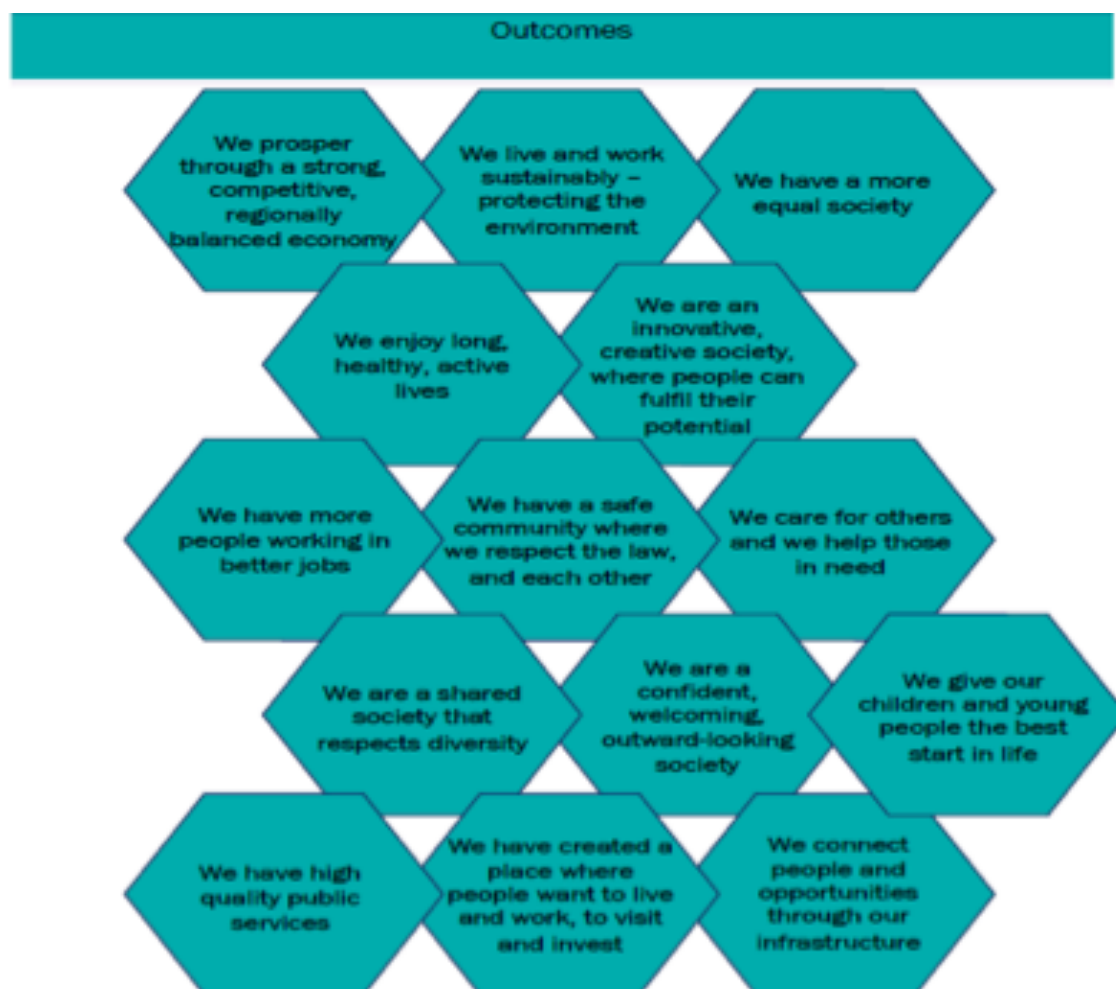 Outcomes
We prosper
through a strong,
competitive,
regionally
balanced economy
We live and work
sustainably –
protecting the
environment
We have a more
equal society
We enjoy long,
healthy, active
lives
We are an
innovative,
creative society,
where people can
fulfil their
potential
We have more
people working in
better jobs
We have a safe
community where
we respect the law,
and each other
We care for others
and we help those
in need
We are a shared
society that
respects diversity
We are a
confident,
welcoming,
outward-looking
society
We give our
children and young
people the best
start in life
We have high
quality public
services
We have created a
place where
people want to live
and work, to visit
and invest
We connect
people and
opportunities
through our
infrastructure